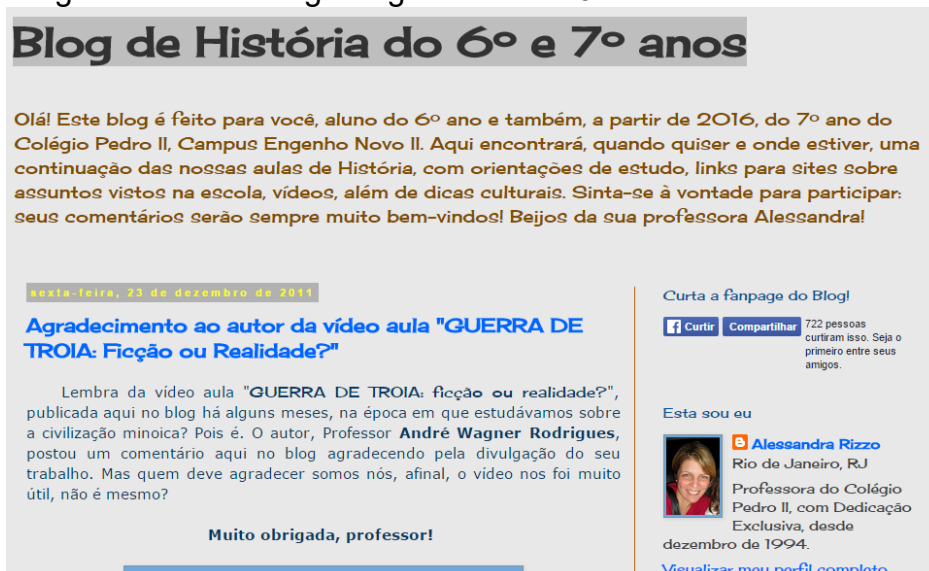 Blog de História do 6º e 7º anos
Olá! Este blog é feito para você, aluno do 6º ano e também, a partir de 2016, do 7º ano do
Colégio Pedro II, Campus Engenho Novo II. Aqui encontrará, quando quiser e onde estiver, uma
continuação das nossas aulas de História, com orientações de estudo, links para sites sobre
assuntos vistos na escola, vídeos, além de dicas culturais. Sinta-se à vontade para participar:
seus comentários serão sempre muito bem-vindos! Beijos da sua professora Alessandra!
sexta-feira, 23 de dezembro de 2011
Agradecimento ao autor da vídeo aula "GUERRA DE
TROIA: Ficção ou Realidade?"
Lembra da vídeo aula "GUERRA DE TROIA: ficção ou realidade?",
publicada aqui no blog há alguns meses, na época em que estudávamos sobre
a civilização minoica? Pois é. O autor, Professor André Wagner Rodrigues,
postou um comentário aqui no blog agradecendo pela divulgação do seu
trabalho. Mas quem deve agradecer somos nós, afinal, o vídeo nos foi muito
útil, não é mesmo?
Muito obrigada, professor!
Curta a fanpage do Blog!
Curtir Compartilhar 722 pessoas
curtiram isso. Seja o
primeiro entre seus
amigos.
Esta sou eu
Alessandra Rizzo
Rio de Janeiro, RJ
Professora do Colégio
Pedro II, com Dedicação
Exclusiva, desde
dezembro de 1994.
Visualizar meu perfil completo